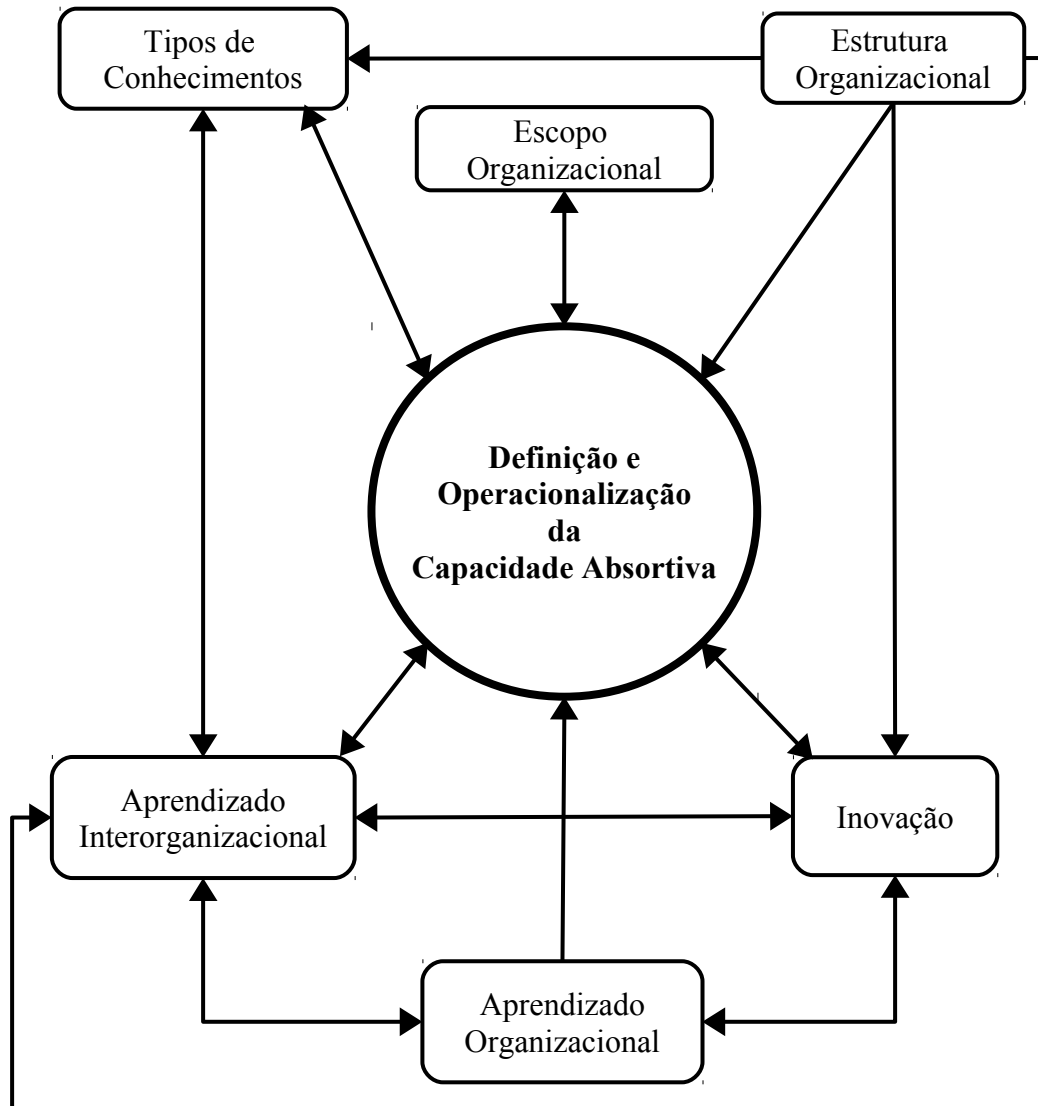 Tipos de
Conhecimentos
Estrutura
Organizacional
Escopo
Organizacional
Definição e
Operacionalização
da
Capacidade Absortiva
Aprendizado
Interorganizacional
Inovação
Aprendizado
Organizacional